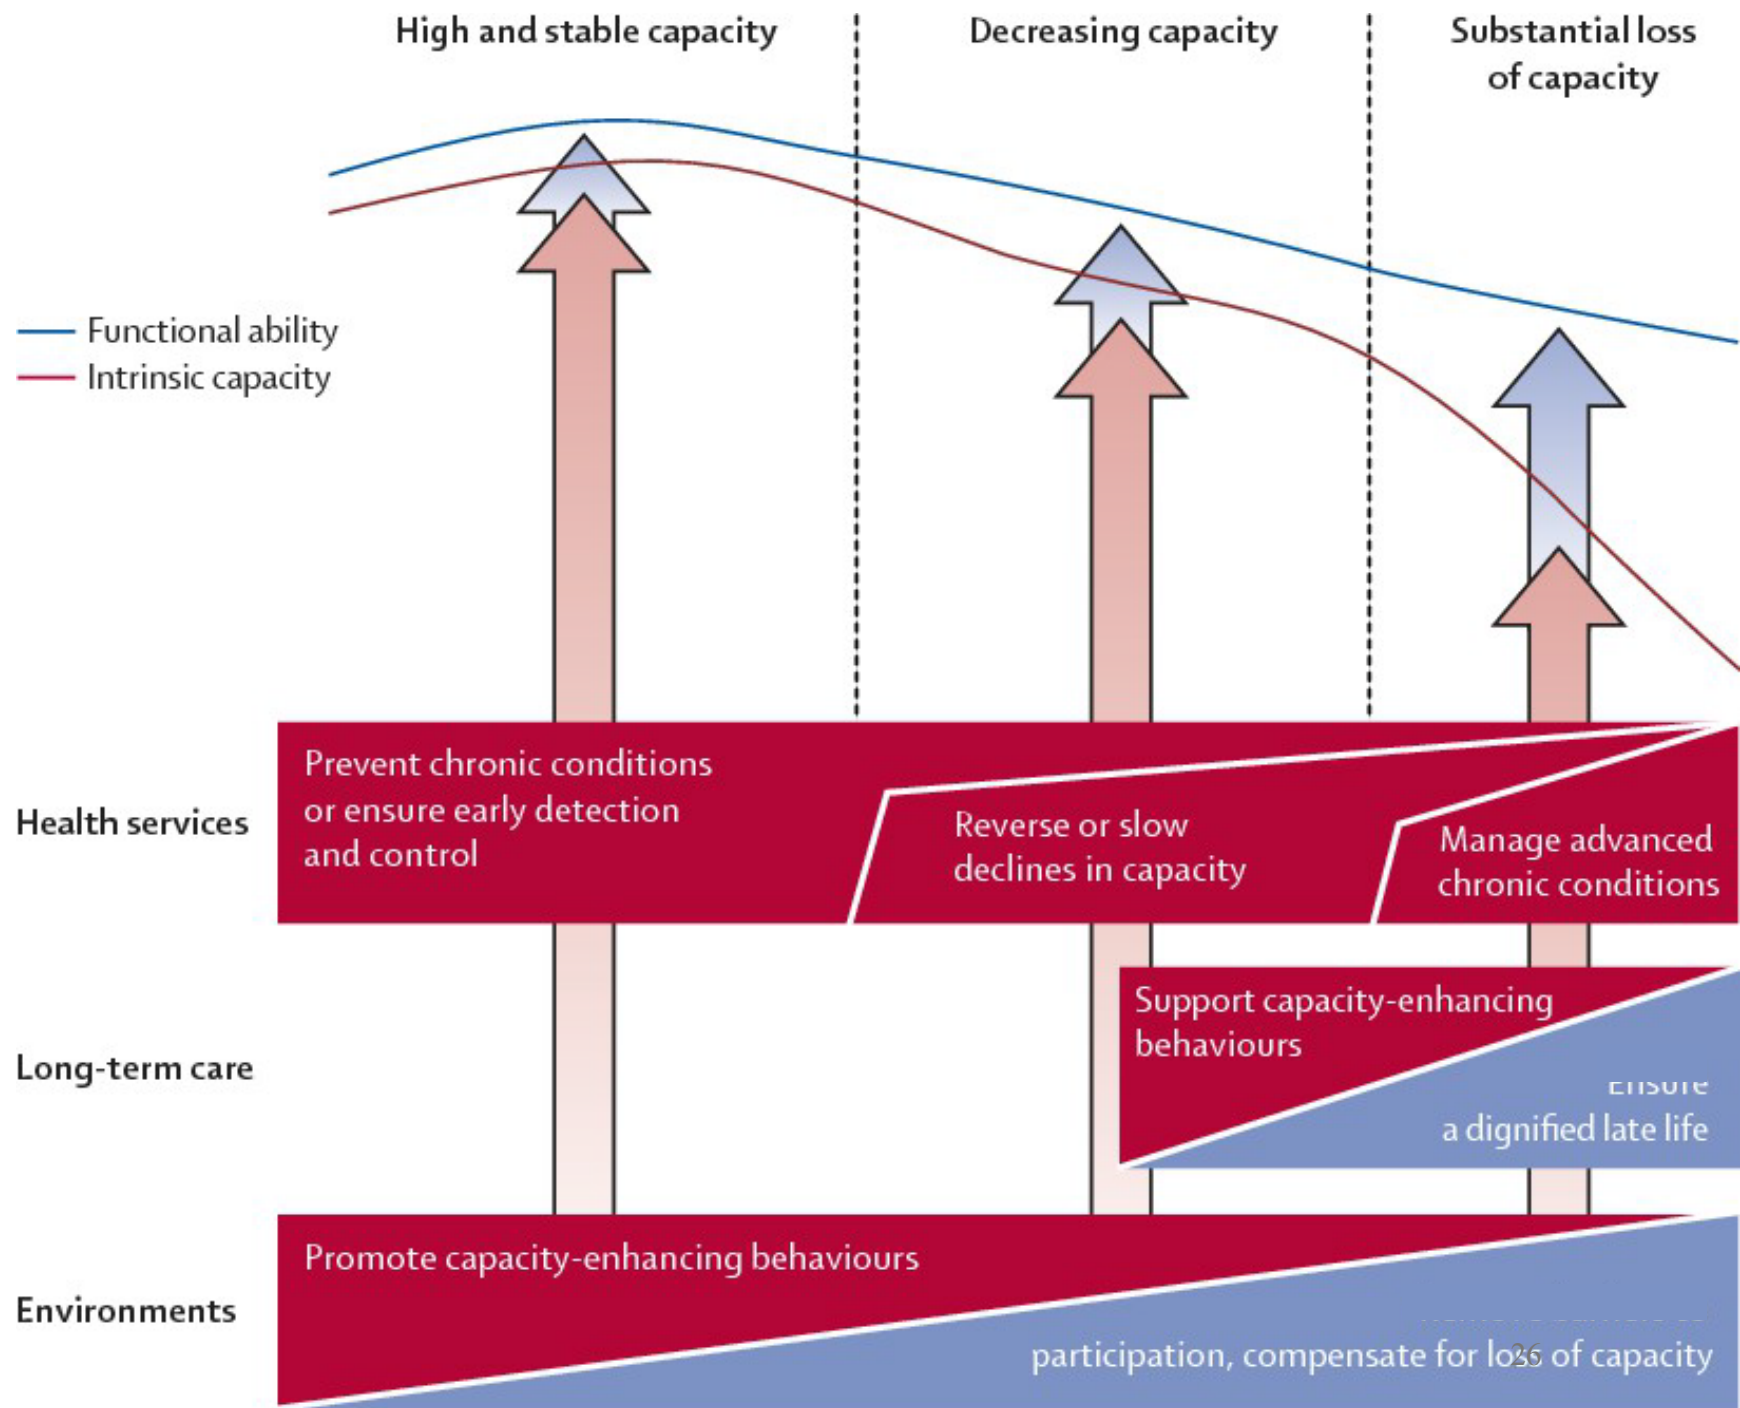 High and stable capacity
Decreasing capacity
Substantial loss
of capacity
Functional ability
Intrinsic capacity
Health services
Prevent chronic conditions
or ensure early detection
and control
Reverse or slow
declines in capacity
Manage advanced
chronic conditions
Long-term care
Support capacity-enhancing
behaviours
Ensure
a dignified late life
Environments
Promote capacity-enhancing behaviours
participation, compensate for loss of capacity
26